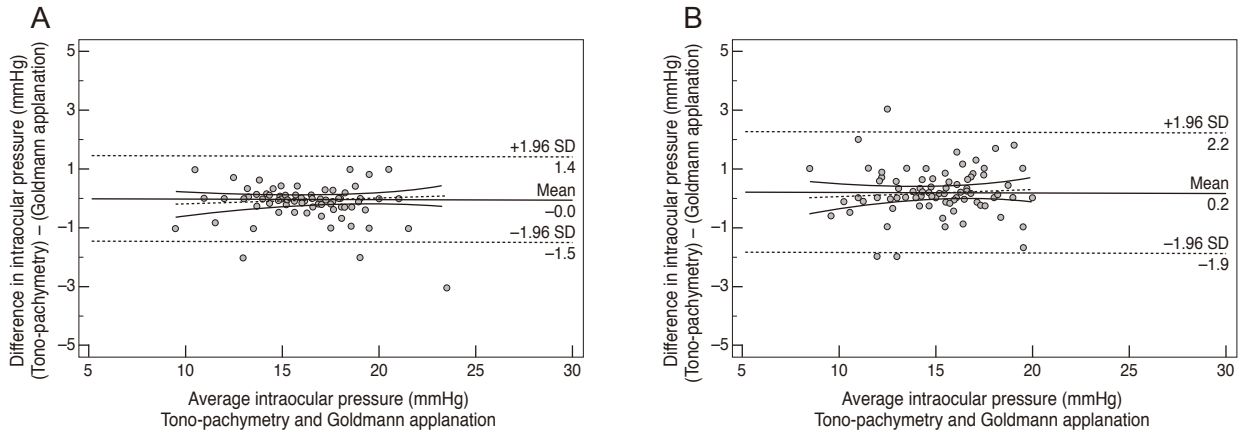 A
Difference in intraocular pressure (mmHg)
(Tono-pachymetry) – (Goldmann applanation)
5
3
1
–1
–3
–5
+1.96 SD
1.4
Mean
–0.0
–1.96 SD
–1.5
5
10
15
20
25
30
Average intraocular pressure (mmHg)
Tono-pachymetry and Goldmann applanation
B
Difference in intraocular pressure (mmHg)
(Tono-pachymetry) – (Goldmann applanation)
5
3
1
–1
–3
–5
+1.96 SD
2.2
Mean
0.2
–1.96 SD
–1.9
5
10
15
20
25
30
Average intraocular pressure (mmHg)
Tono-pachymetry and Goldmann applanation